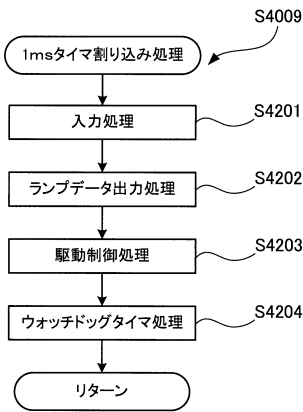 S4009
1msタイマ割り込み処理
入力処理
S4201
ランプデータ出力処理
S4202
駆動制御処理
S4203
ウォッチドッグタイマ処理
S4204
リターン